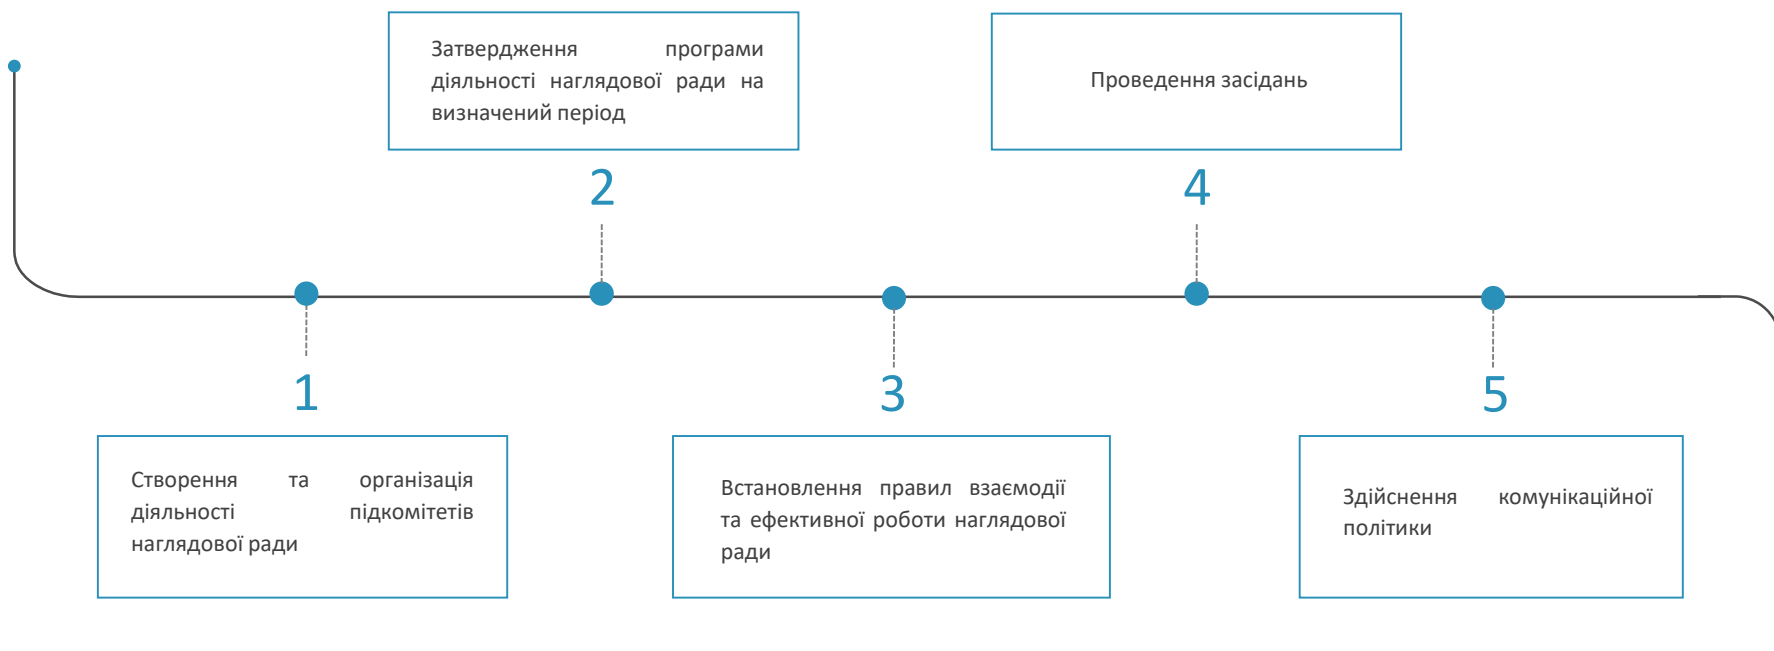 Затвердження програми
діяльності наглядової ради на
визначений період
Проведення засідань
2
4
1
3
5
Створення та організація
діяльності підкомітетів
наглядової ради
Встановлення правил взаємодії
та ефективної роботи наглядової
ради
Здійснення комунікаційної
політики